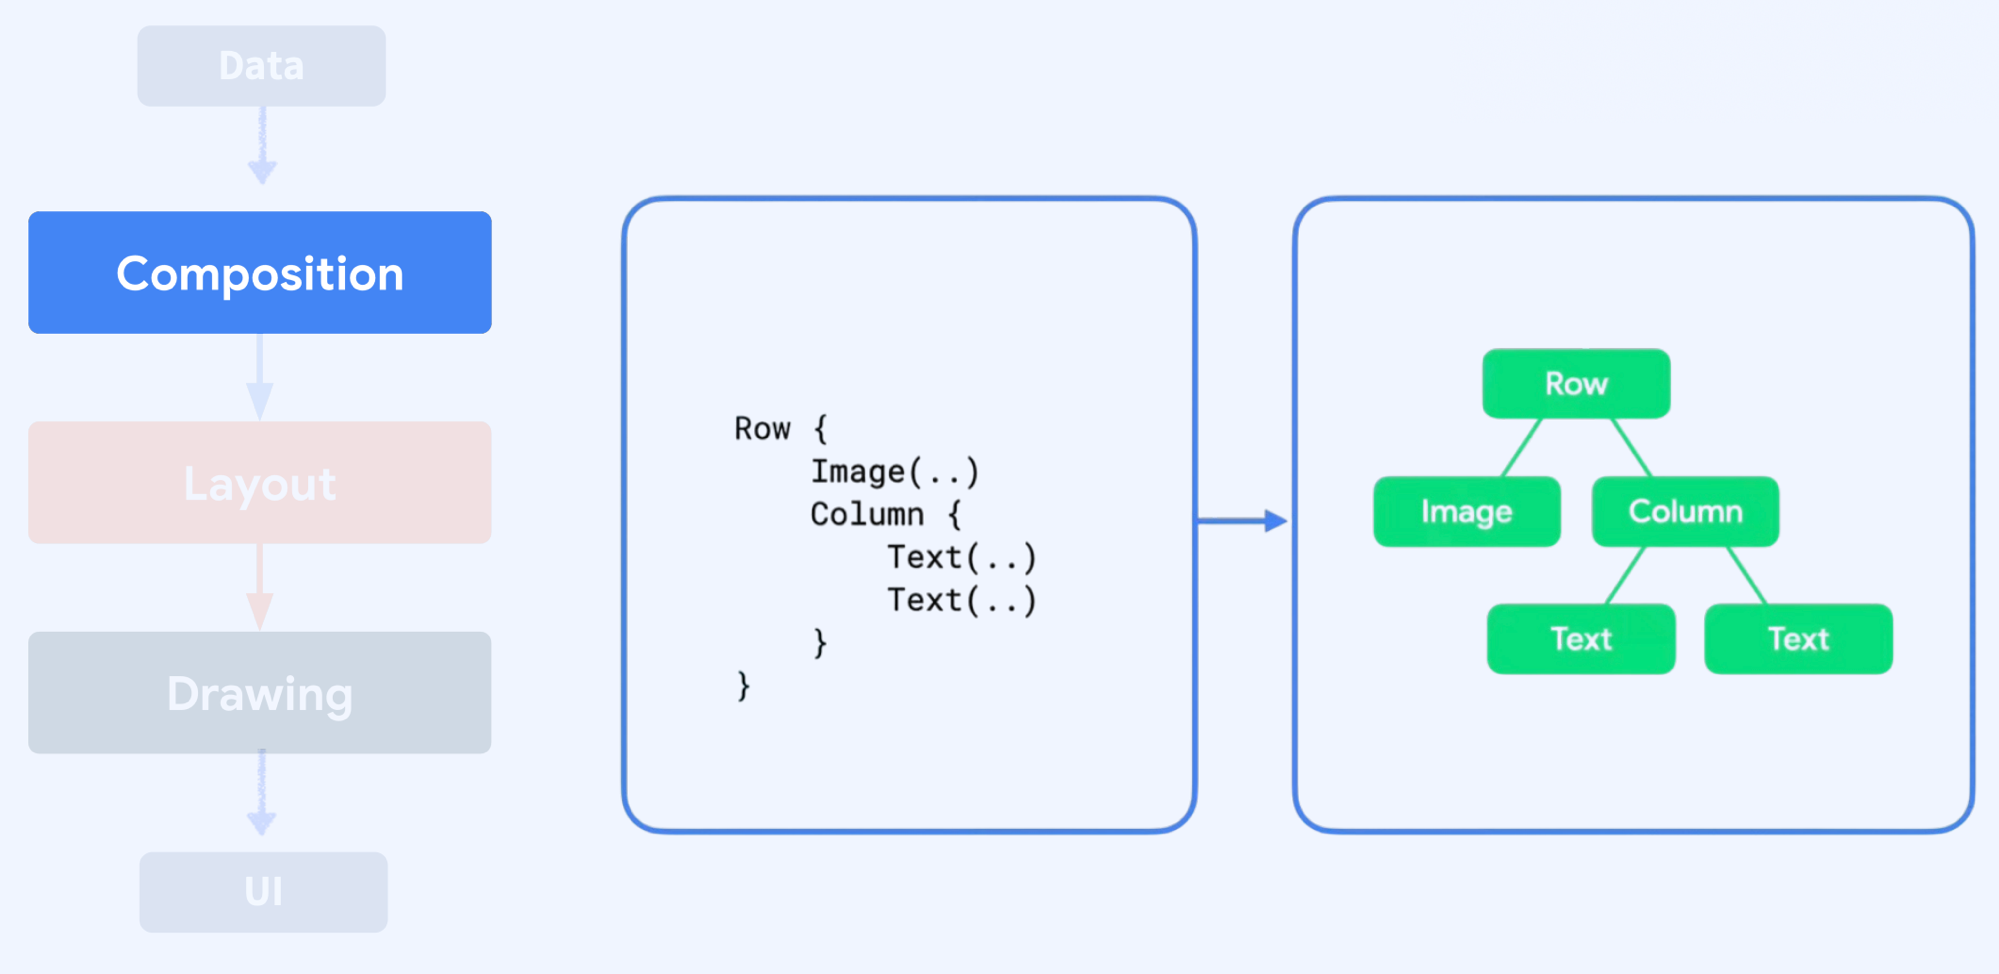 Data
Composition
Layout
Drawing
UI
Row {
Image(..)
Column {
Text(..)
Text(..)
}
}
Row
Image
Column
Text
Text